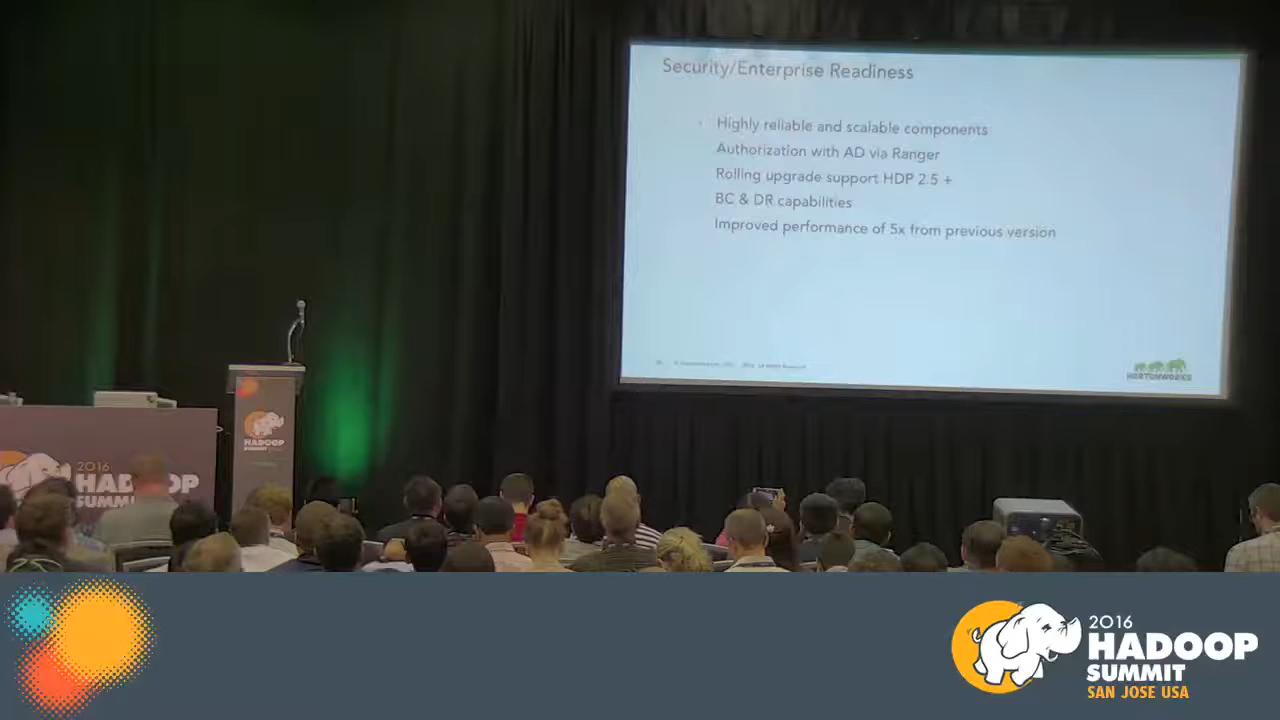 Security/Enterprise Readiness
Highly reliable and scalable components
Authorization with AD via Ranger
Rolling upgrade support HDP 2.5 +
BC & DR capabilities
Improved performance of 5x from previous version
HORTONWORKS
HADOOP
SUMMIT
2016
HADOOP
SUMMIT
2016
HADOOP
SUMMIT
SAN JOSE USA